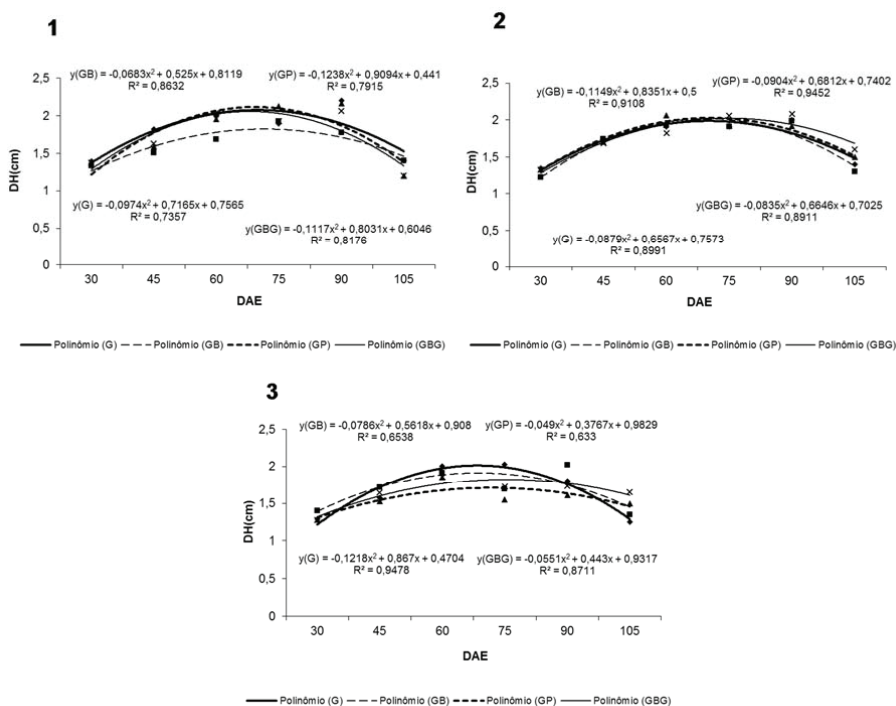 1
y(GB) = -0,0683x² + 0,525x + 0,8119
R² = 0,8632
y(GP) = -0,1238x² + 0,9094x + 0,441
R² = 0,7915
2,5
2
1,5
1
0,5
0
DH(cm)
y(G) = -0,0974x² + 0,7165x + 0,7565
R² = 0,7357
y(GBG) = -0,1117x² + 0,8031x + 0,6046
R² = 0,8176
30 45 60 75 90 105
DAE
Polinômio (G) Polinômio (GB) Polinômio (GP) Polinômio (GBG)
2
y(GB) = -0,1149x² + 0,8351x + 0,5
R² = 0,9108
y(GP) = -0,0904x² + 0,6812x + 0,7402
R² = 0,9452
2,5
2
1,5
1
0,5
0
DH(cm)
y(GBG) = -0,0835x² + 0,6646x + 0,7025
R² = 0,8911
y(G) = -0,0879x² + 0,6567x + 0,7573
R² = 0,8991
30 45 60 75 90 105
DAE
Polinômio (G) Polinômio (GB) Polinômio (GP) Polinômio (GBG)
3
y(GB) = -0,0786x² + 0,5618x + 0,908
R² = 0,6538
y(GP) = -0,049x² + 0,3767x + 0,9829
R² = 0,633
2,5
2
1,5
1
0,5
0
DH(cm)
y(G) = -0,1218x² + 0,867x + 0,4704
R² = 0,9478
y(GBG) = -0,0551x² + 0,443x + 0,9317
R² = 0,8711
30 45 60 75 90 105
DAE
Polinômio (G) Polinômio (GB) Polinômio (GP) Polinômio (GBG)